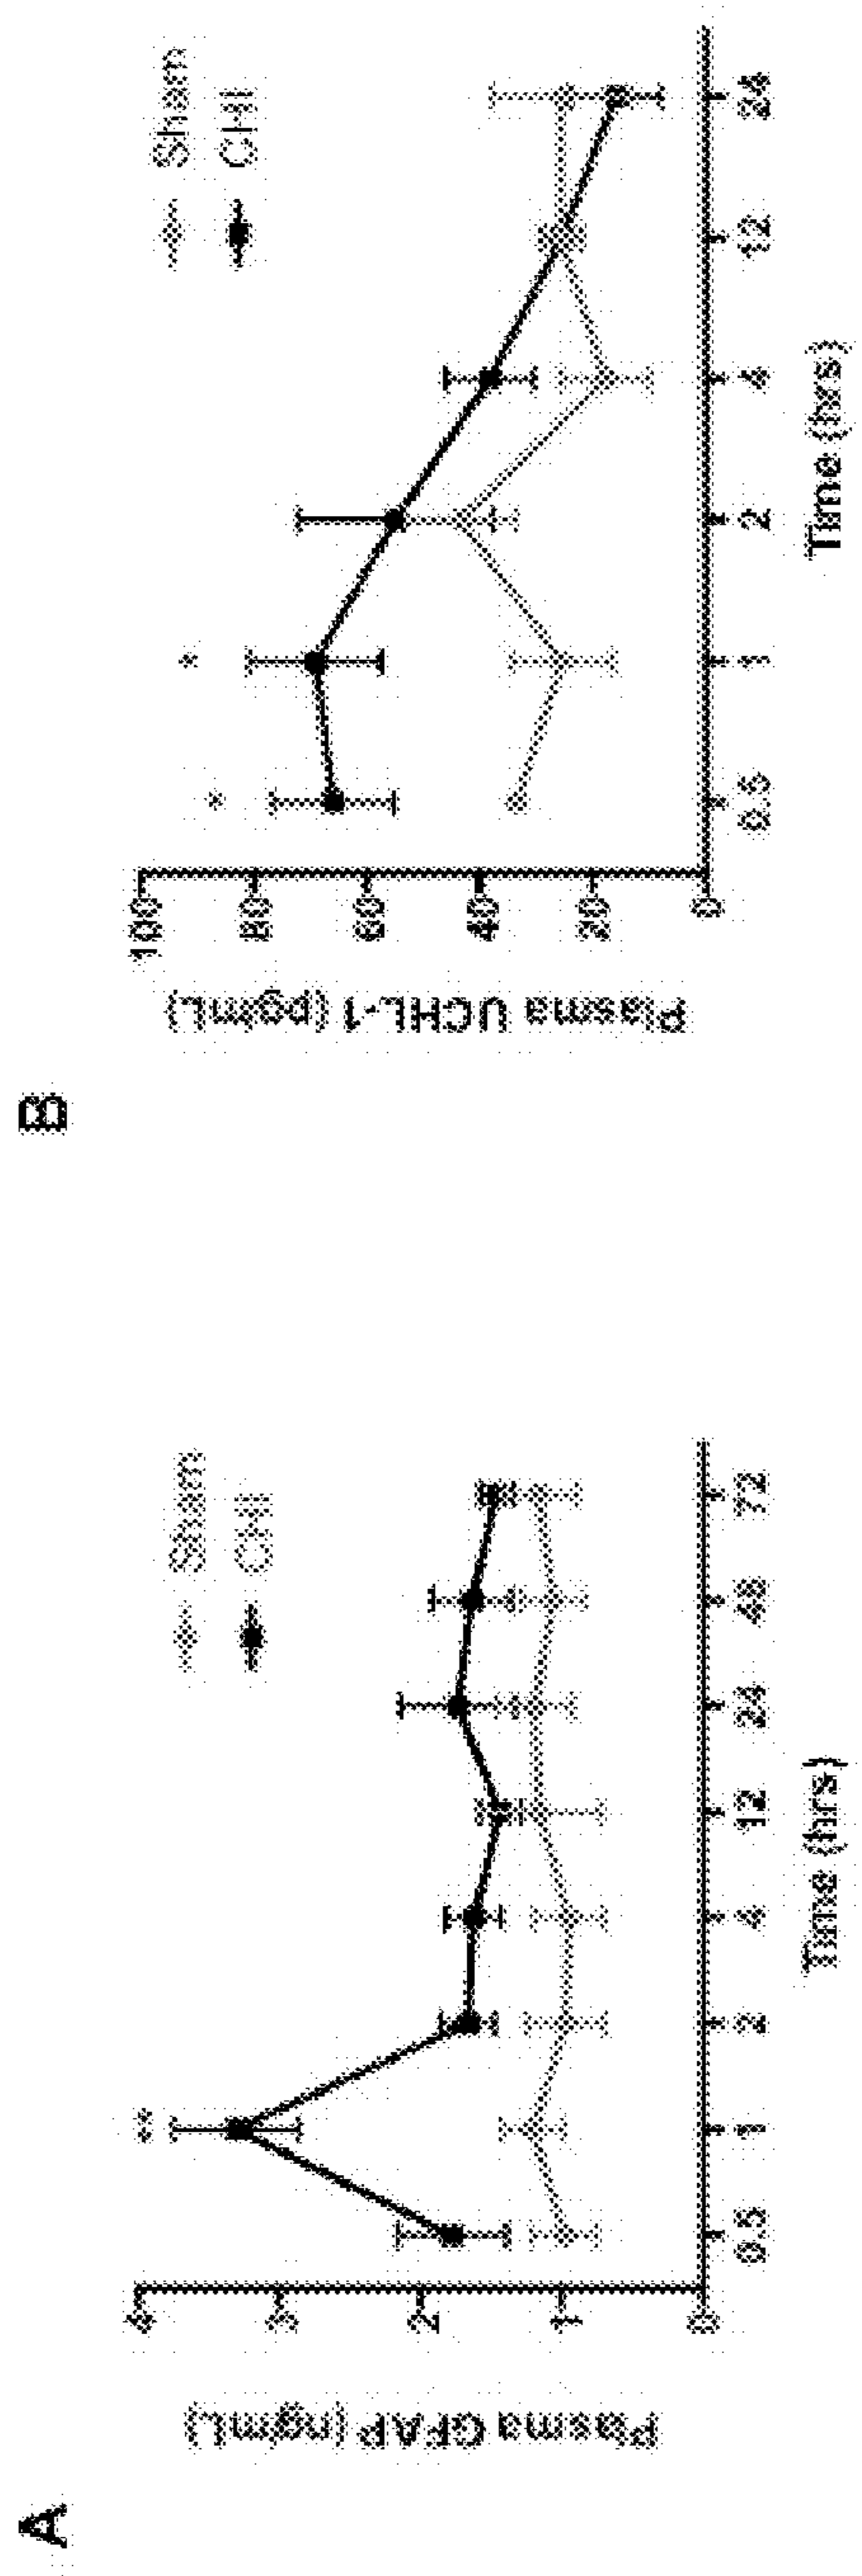 A
Plasma GFAP (ng/mL)
4
3
2
1
0
Sham
CHI
**
0.5
1
2
4
12
24
48
72
Time (hrs)
B
Plasma UCHL-1 (pg/mL)
100
80
60
40
20
0
Sham
CHI
*
*
0.5
1
2
4
12
24
Time (hrs)